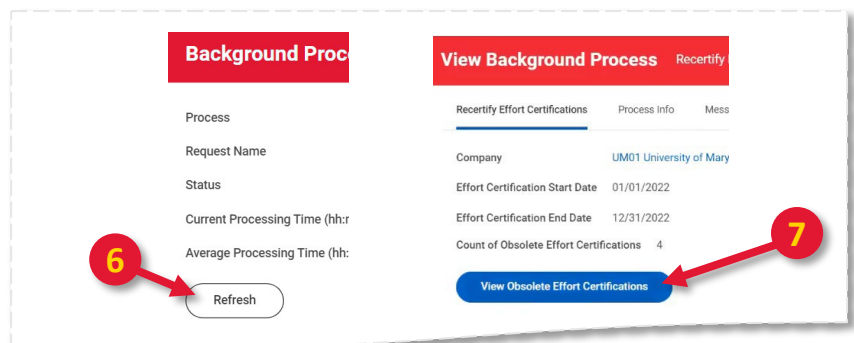 Background Proc
Process
Request Name
Status
Current Processing Time (hh:r
Average Processing Time (hh:
6
Refresh
View Background Process Recertify
Recertify Effort Certifications Process Info Mess
Company UM01 University of Mary
Effort Certification Start Date 01/01/2022
Effort Certification End Date 12/31/2022
Count of Obsolete Effort Certifications 4
7
View Obsolete Effort Certifications